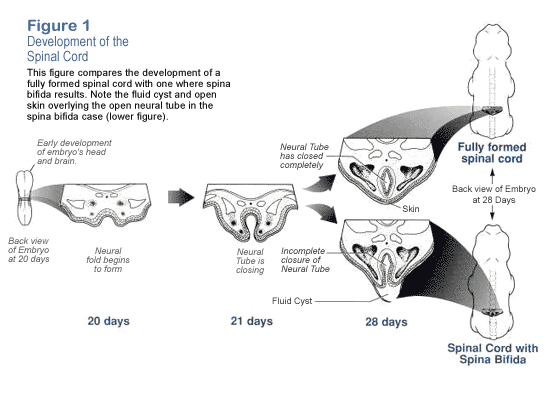 Figure 1
Development of the
Spinal Cord
This figure compares the development of a
fully formed spinal cord with one where spina
bifida results. Note the fluid cyst and open
skin overlying the open neural tube in the
spina bifida case (lower figure).
Early development
of embryo's head
and brain.
Back view
of Embryo
at 20 days
Neural
fold begins
to form
Neural
Tube is
closing
Neural Tube
has closed
completely
Skin
Incomplete
closure of
Neural Tube
Fluid Cyst
Fully formed
spinal cord
Back view of Embryo
at 28 Days
20 days
21 days
28 days
Spinal Cord with
Spina Bifida